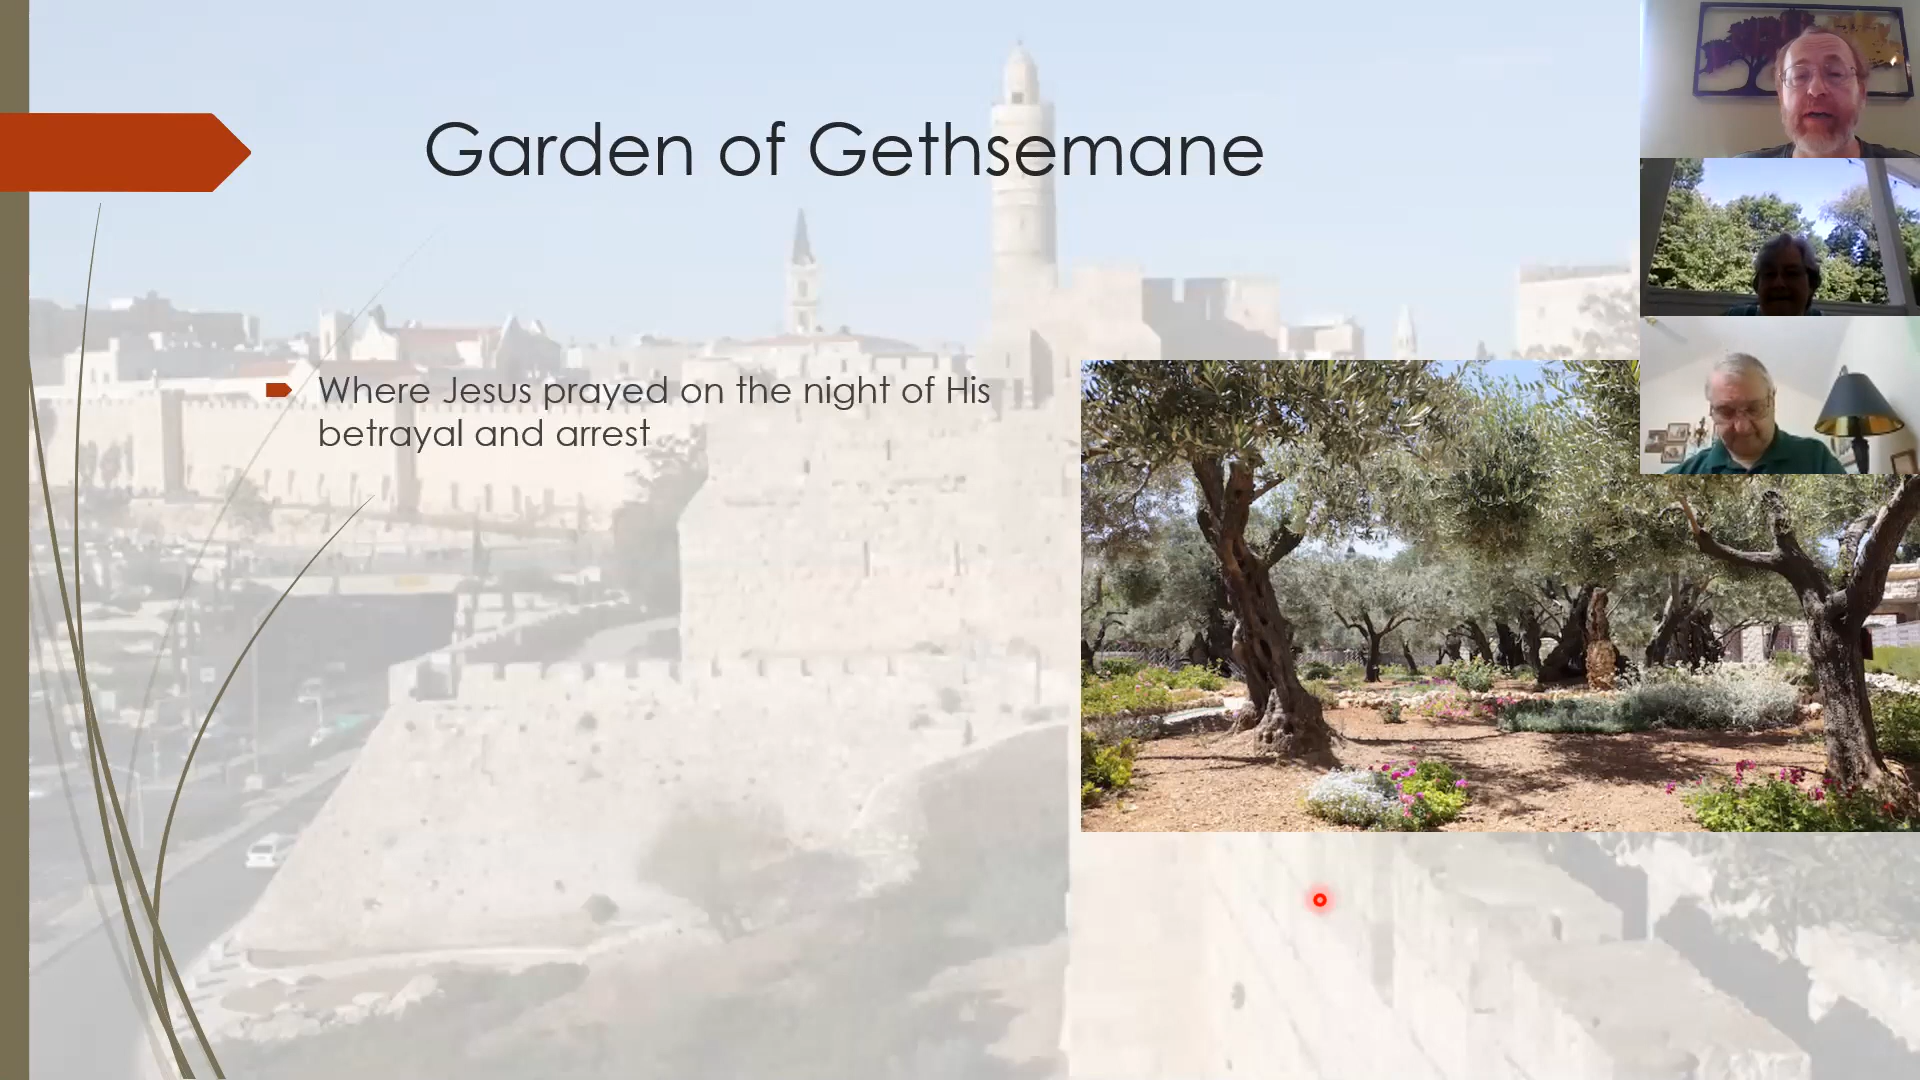 Garden of Gethsemane
Where Jesus prayed on the night of His
betrayal and arrest